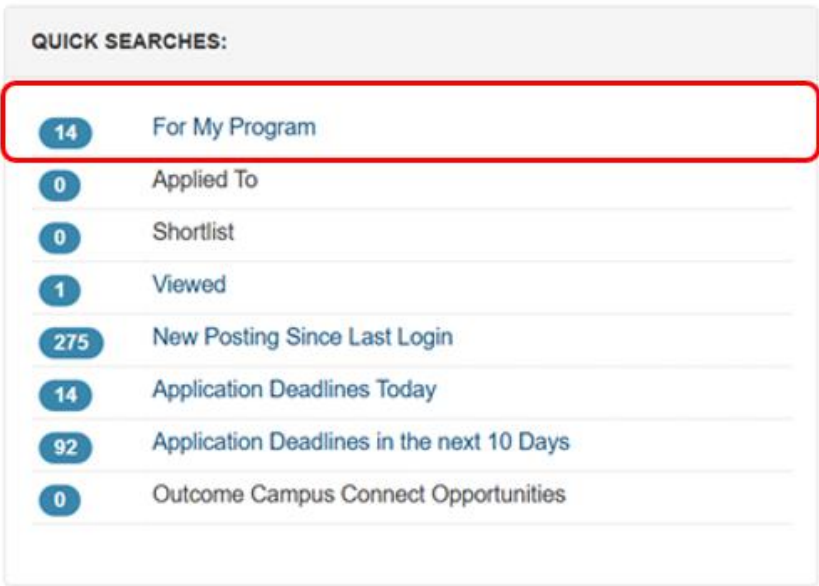 QUICK SEARCHES:
14 For My Program
0 Applied To
0 Shortlist
1 Viewed
275 New Posting Since Last Login
14 Application Deadlines Today
92 Application Deadlines in the next 10 Days
0 Outcome Campus Connect Opportunities